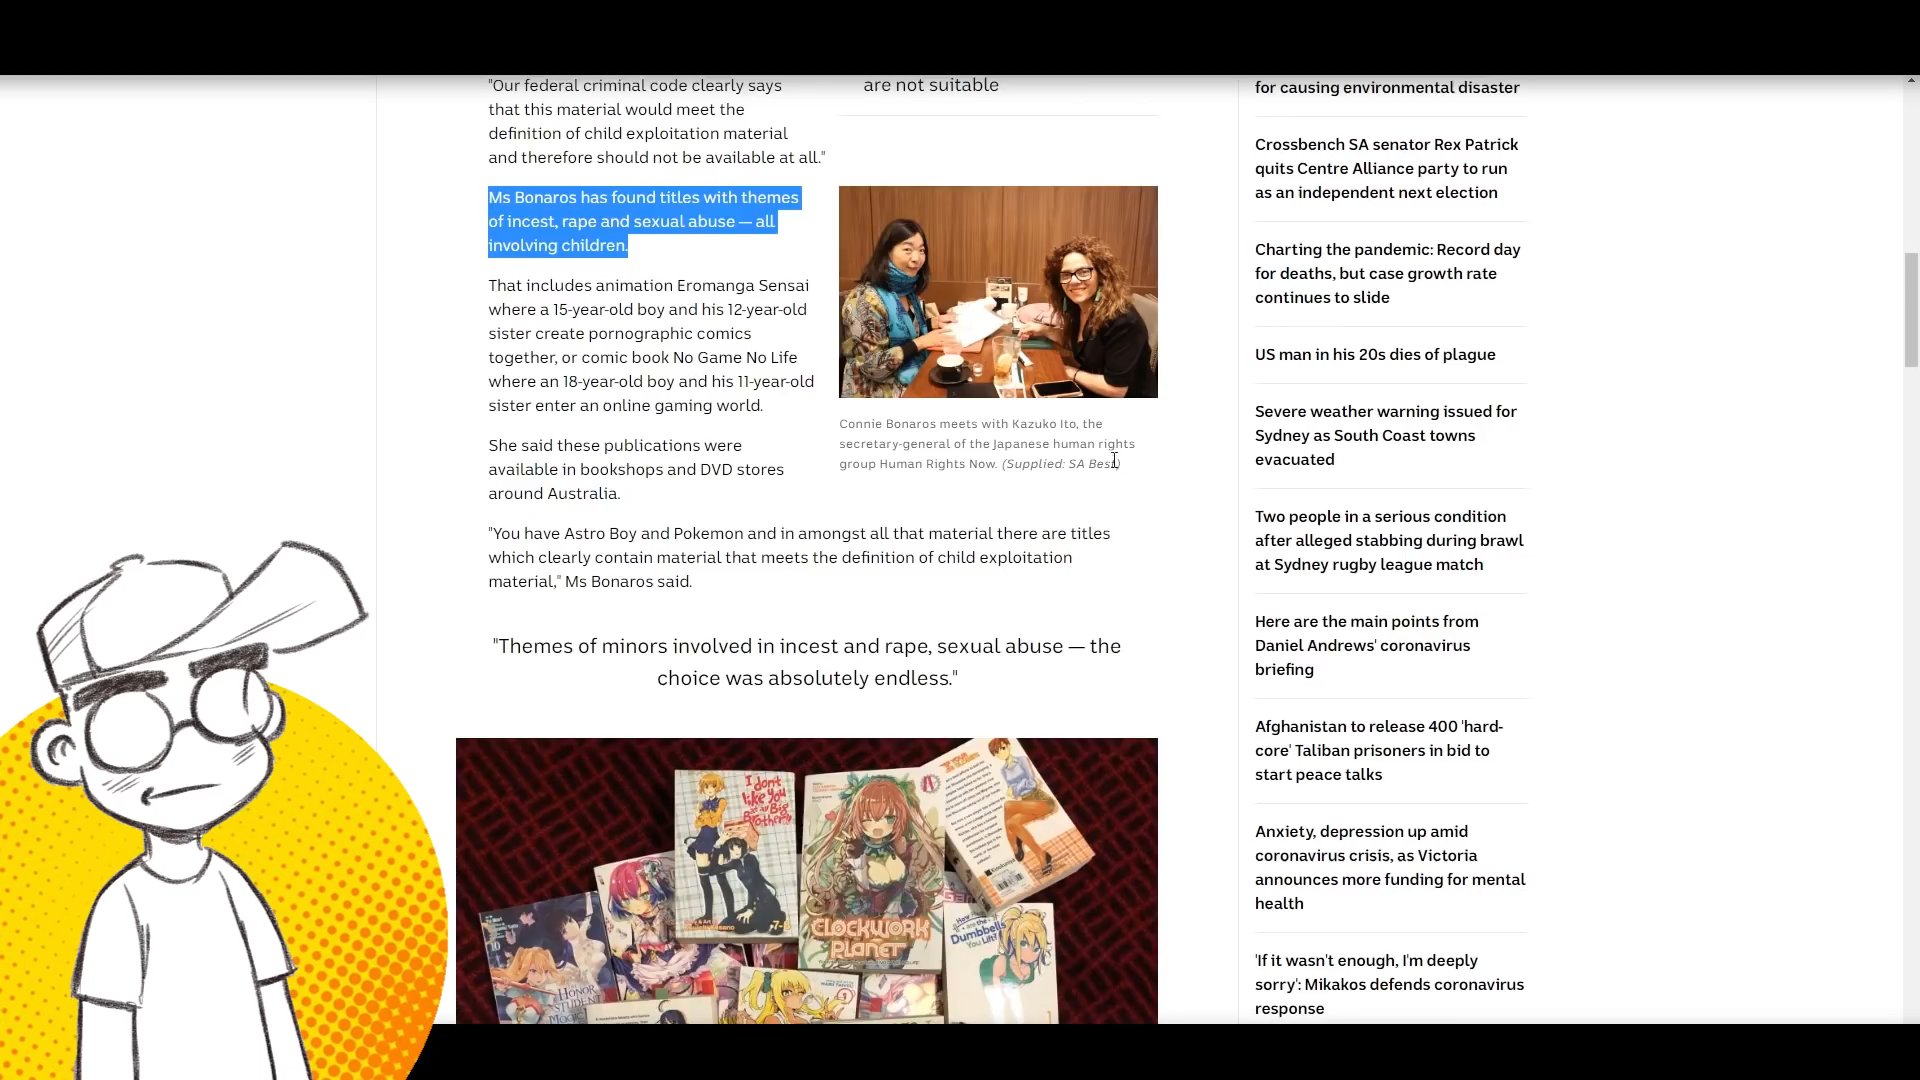 "Our federal criminal code clearly says
that this material would meet the
definition of child exploitation material
and therefore should not be available at all."
are not suitable
Ms Bonaros has found titles with themes
of incest, rape and sexual abuse — all
involving children.
That includes animation Eromanga Sensai
where a 15-year-old boy and his 12-year-old
sister create pornographic comics
together, or comic book No Game No Life
where an 18-year-old boy and his 11-year-old
sister enter an online gaming world.
She said these publications were
available in bookshops and DVD stores
around Australia.
Connie Bonaros meets with Kazuko Ito, the
secretary-general of the Japanese human rights
group Human Rights Now. (Supplied: SA Best)
"You have Astro Boy and Pokemon and in amongst all that material there are titles
which clearly contain material that meets the definition of child exploitation
material," Ms Bonaros said.
"Themes of minors involved in incest and rape, sexual abuse — the
choice was absolutely endless."
I don't
like You
at all, Big
Brother!!
7-8
IV
CLOCKWORK
PLANET
How
are the
Dumbbells
You Lift?
10
HONOR
STUDENT
3
for causing environmental disaster
Crossbench SA senator Rex Patrick
quits Centre Alliance party to run
as an independent next election
Charting the pandemic: Record day
for deaths, but case growth rate
continues to slide
US man in his 20s dies of plague
Severe weather warning issued for
Sydney as South Coast towns
evacuated
Two people in a serious condition
after alleged stabbing during brawl
at Sydney rugby league match
Here are the main points from
Daniel Andrews' coronavirus
briefing
Afghanistan to release 400 'hard-
core' Taliban prisoners in bid to
start peace talks
Anxiety, depression up amid
coronavirus crisis, as Victoria
announces more funding for mental
health
'If it wasn't enough, I'm deeply
sorry': Mikakos defends coronavirus
response